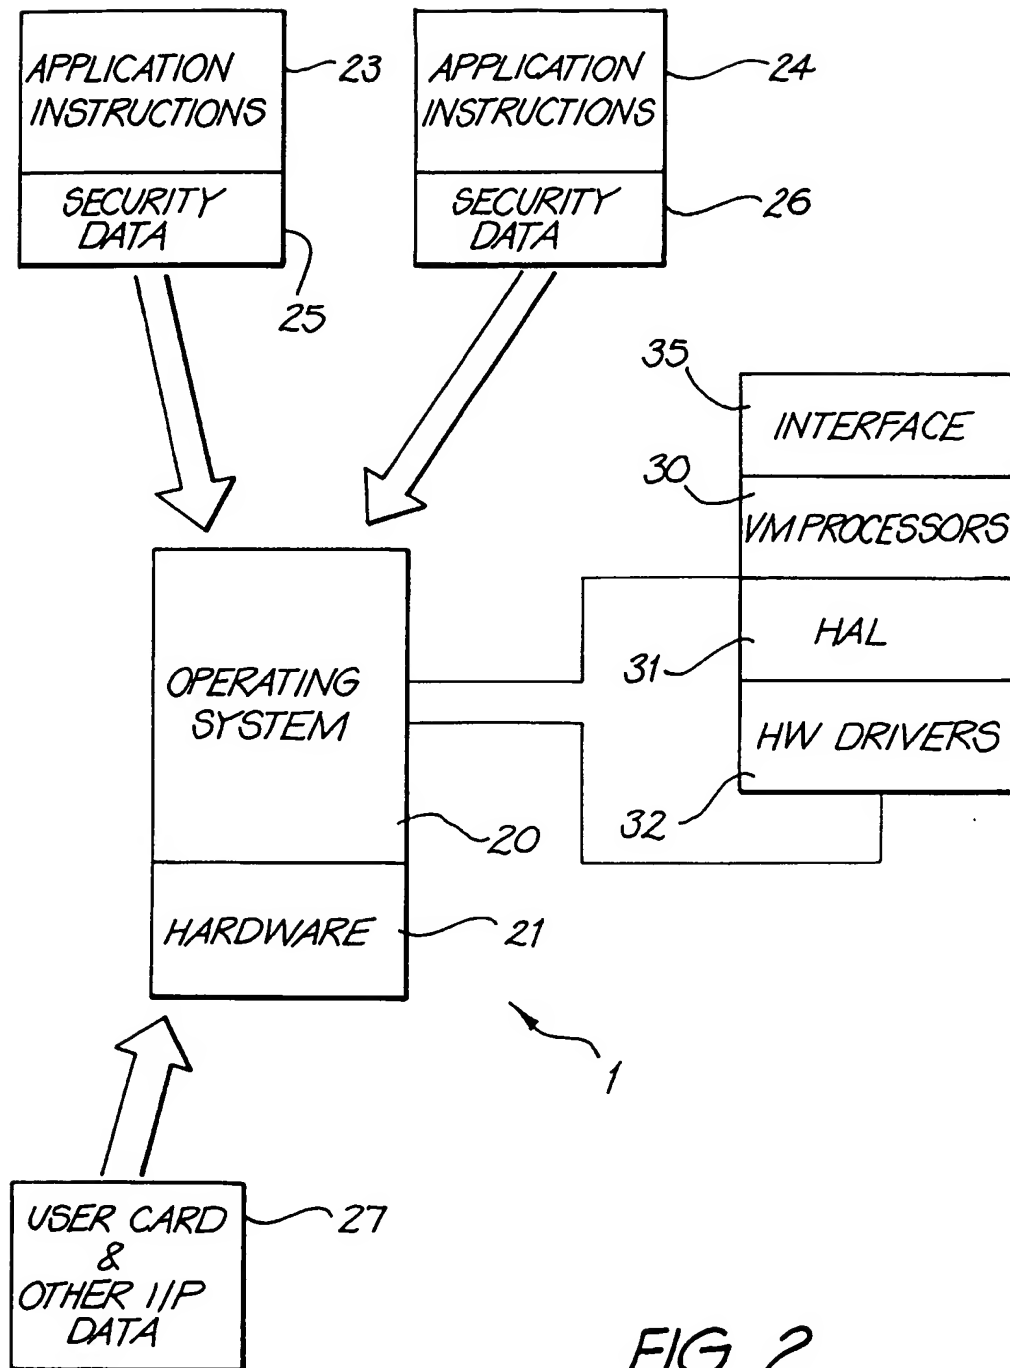 APPLICATION
INSTRUCTIONS
23
SECURITY
DATA
25
APPLICATION
INSTRUCTIONS
24
SECURITY
DATA
26
35
INTERFACE
30
VM PROCESSORS
HAL
31
HW DRIVERS
32
OPERATING
SYSTEM
20
HARDWARE
21
1
USER CARD
&
OTHER I/P
DATA
27
FIG. 2